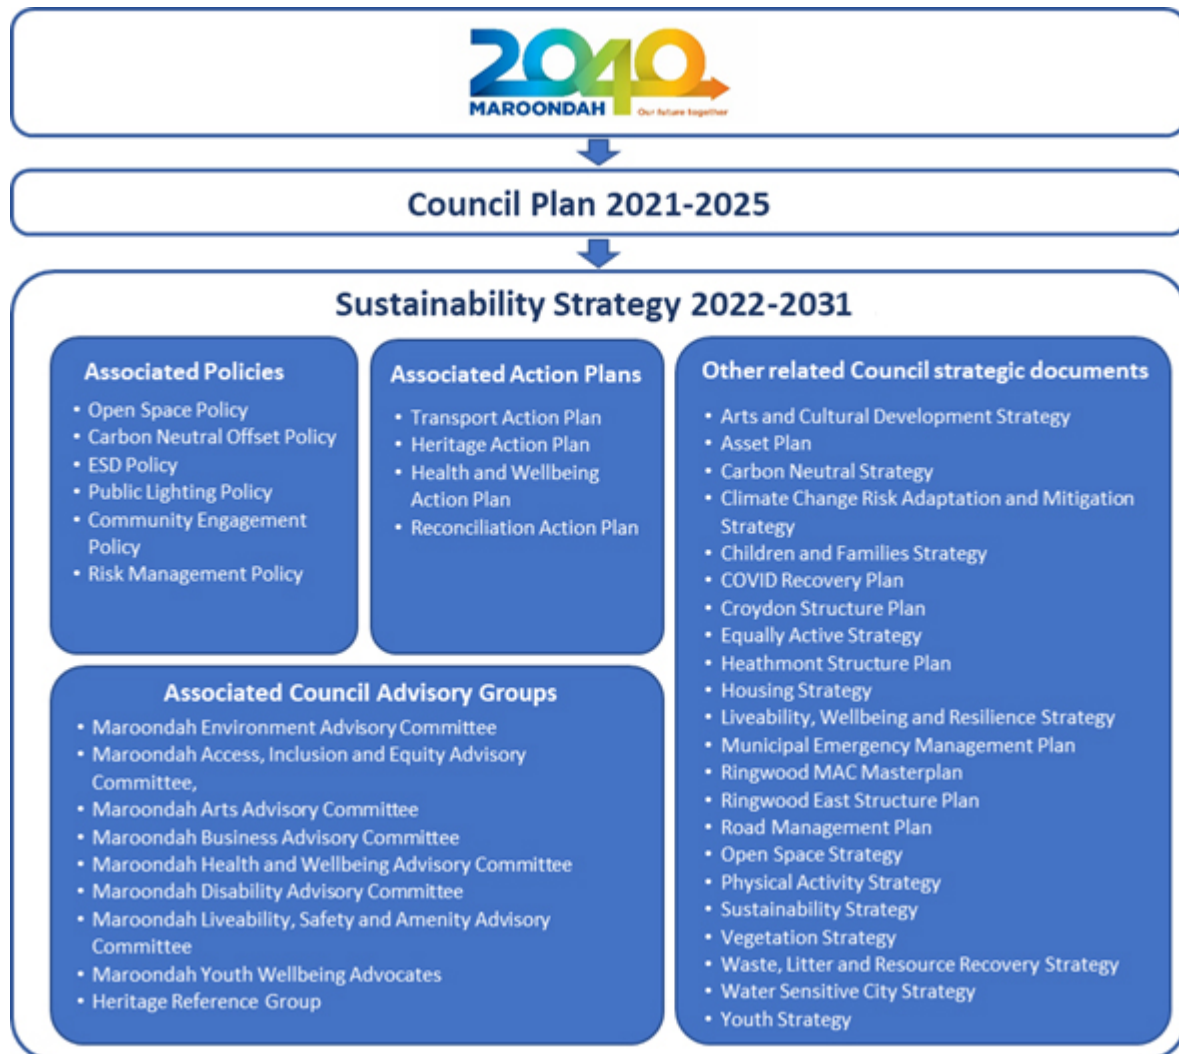 2040
MAROONDAH Our future together
Council Plan 2021-2025
Sustainability Strategy 2022-2031
Associated Policies
• Open Space Policy
• Carbon Neutral Offset Policy
• ESD Policy
• Public Lighting Policy
• Community Engagement
Policy
• Risk Management Policy
Associated Action Plans
• Transport Action Plan
• Heritage Action Plan
• Health and Wellbeing
Action Plan
• Reconciliation Action Plan
Associated Council Advisory Groups
• Maroondah Environment Advisory Committee
• Maroondah Access, Inclusion and Equity Advisory
Committee,
• Maroondah Arts Advisory Committee
• Maroondah Business Advisory Committee
• Maroondah Health and Wellbeing Advisory Committee
• Maroondah Disability Advisory Committee
• Maroondah Liveability, Safety and Amenity Advisory
Committee
• Maroondah Youth Wellbeing Advocates
• Heritage Reference Group
Other related Council strategic documents
• Arts and Cultural Development Strategy
• Asset Plan
• Carbon Neutral Strategy
• Climate Change Risk Adaptation and Mitigation
Strategy
• Children and Families Strategy
• COVID Recovery Plan
• Croydon Structure Plan
• Equally Active Strategy
• Heathmont Structure Plan
• Housing Strategy
• Liveability, Wellbeing and Resilience Strategy
• Municipal Emergency Management Plan
• Ringwood MAC Masterplan
• Ringwood East Structure Plan
• Road Management Plan
• Open Space Strategy
• Physical Activity Strategy
• Sustainability Strategy
• Vegetation Strategy
• Waste, Litter and Resource Recovery Strategy
• Water Sensitive City Strategy
• Youth Strategy